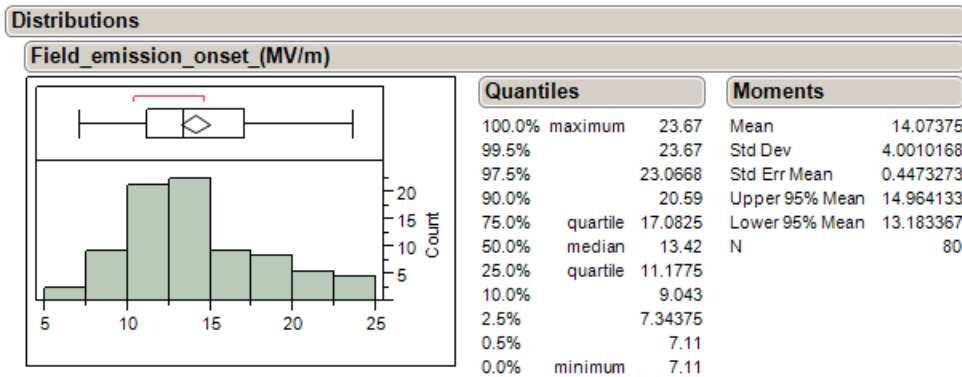 Distributions
Field_emission_onset_(MV/m)
20
15
10
5
Count
5 10 15 20 25
Quantiles
100.0% maximum 23.67
99.5% 23.67
97.5% 23.0668
90.0% 20.59
75.0% quartile 17.0825
50.0% median 13.42
25.0% quartile 11.1775
10.0% 9.043
2.5% 7.34375
0.5% 7.11
0.0% minimum 7.11
Moments
Mean 14.07375
Std Dev 4.0010168
Std Err Mean 0.4473273
Upper 95% Mean 14.964133
Lower 95% Mean 13.183367
N 80